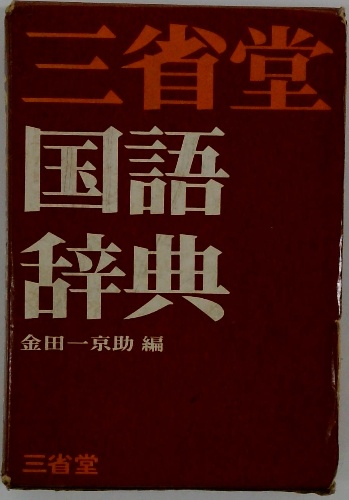 三省堂
国語
辞典
金田一京助 編
三省堂